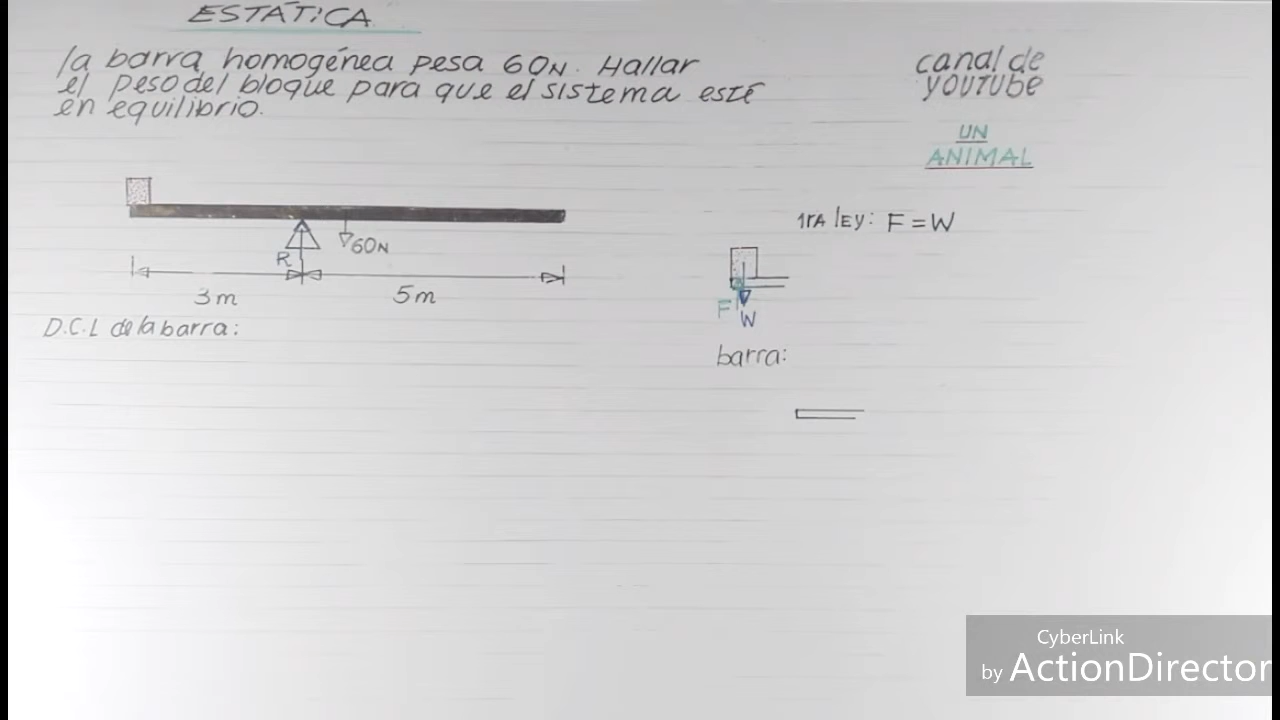 ESTÁTICA
la barra homogénea pesa 60N. Hallar
el peso del bloque para que el sistema esté
en equilibrio.
canal de
YOUTUBE
UN
ANIMAL
1rA lEy: F = W
60N
R
3m
5m
F
W
D.C.L de la barra:
barra:
CyberLink
by ActionDirector